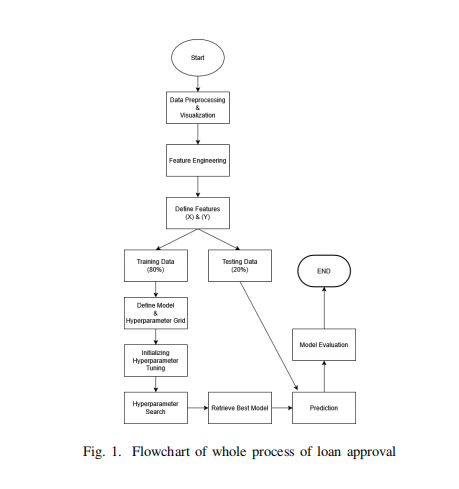 Start
Data Preprocessing
&
Visualization
Feature Engineering
Define Features
(X) & (Y)
Training Data
(80%)
Testing Data
(20%)
END
Define Model
&
Hyperparameter Grid
Model Evaluation
Initializing
Hyperparameter
Tuning
Hyperparameter
Search
Retrieve Best Model
Prediction
Fig. 1. Flowchart of whole process of loan approval